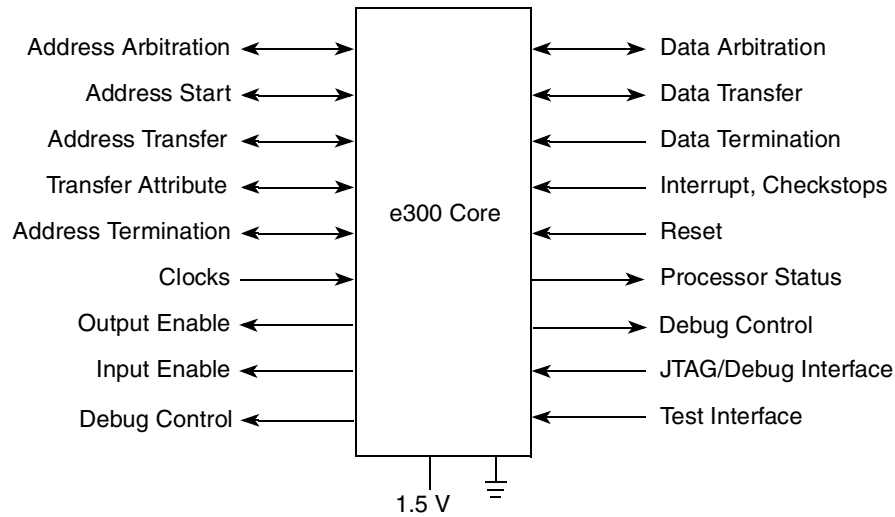 Address Arbitration
Address Start
Address Transfer
Transfer Attribute
Address Termination
Clocks
Output Enable
Input Enable
Debug Control
e300 Core
Data Arbitration
Data Transfer
Data Termination
Interrupt, Checkstops
Reset
Processor Status
Debug Control
JTAG/Debug Interface
Test Interface
1.5 V